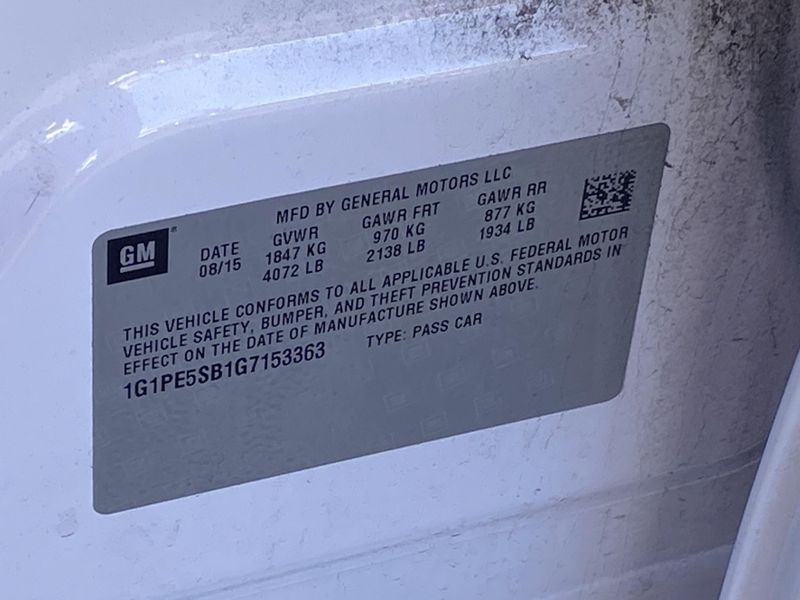 MFD BY GENERAL MOTORS LLC
GM®
DATE GVWR GAWR FRT GAWR RR
08/15 1847 KG 970 KG 877 KG
4072 LB 2138 LB 1934 LB
THIS VEHICLE CONFORMS TO ALL APPLICABLE U.S. FEDERAL MOTOR
VEHICLE SAFETY, BUMPER, AND THEFT PREVENTION STANDARDS IN
EFFECT ON THE DATE OF MANUFACTURE SHOWN ABOVE.
1G1PE5SB1G7153363 TYPE: PASS CAR